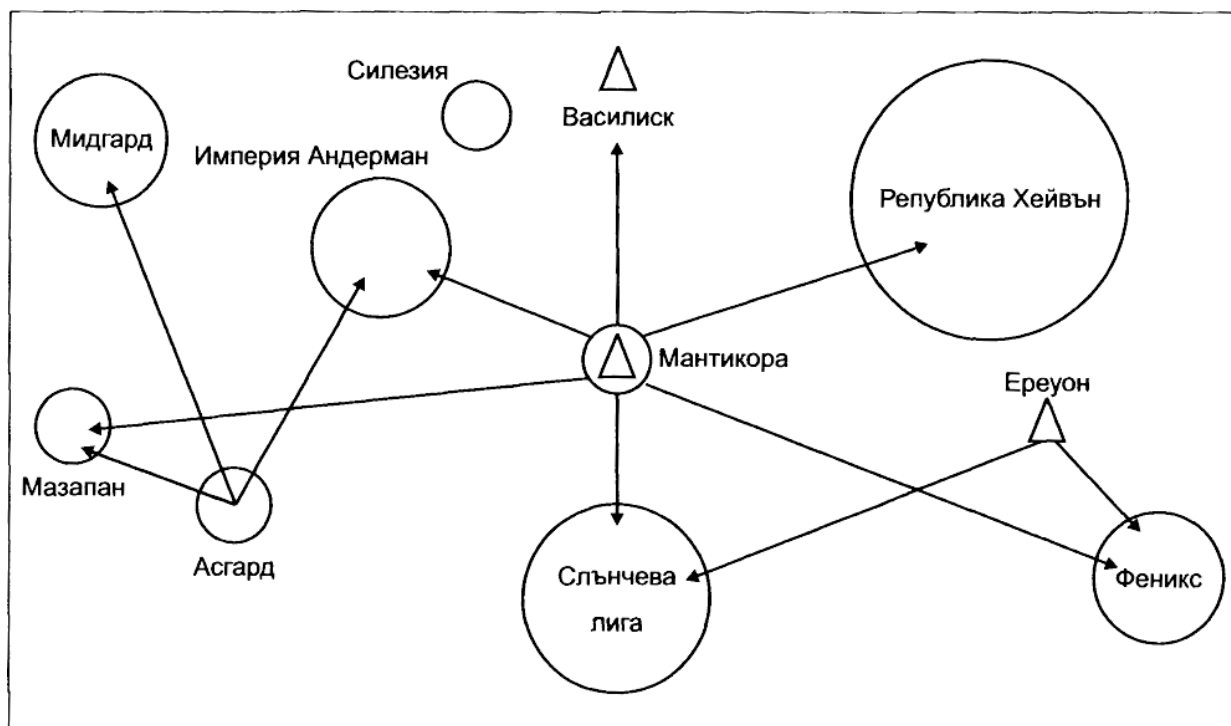 Силезия
Василиск
Мидгард
Империя Андерман
Република Хейвън
Мантикора
Ереуон
Мазапан
Асгард
Слънчева
лига
Феникс